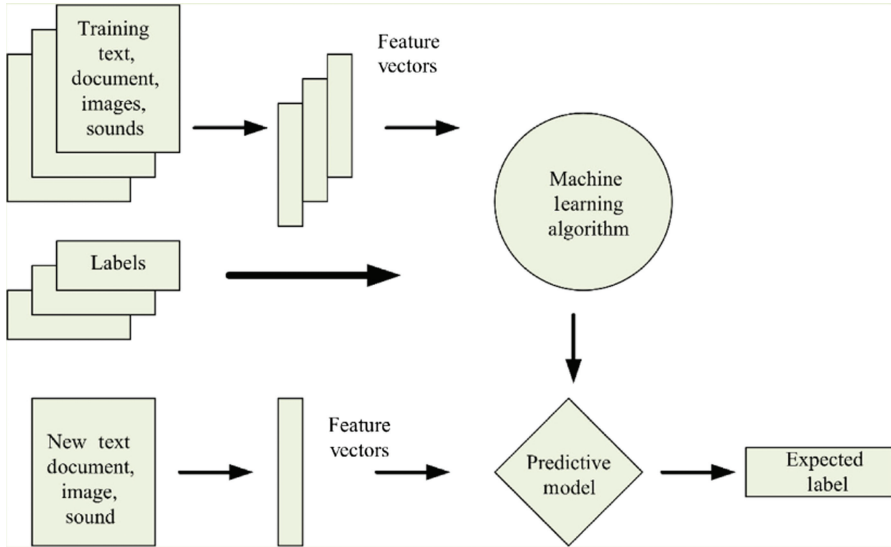 Training
text,
document,
images,
sounds
Feature
vectors
Machine
learning
algorithm
Labels
New text
document,
image,
sound
Feature
vectors
Predictive
model
Expected
label